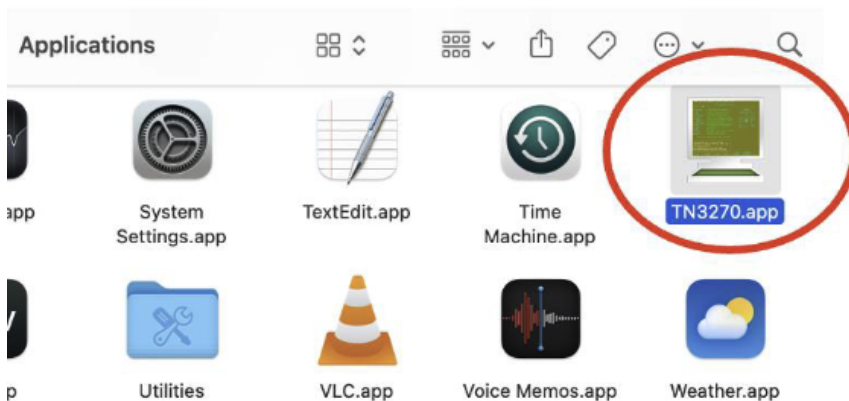 Applications
app
System
Settings.app
TextEdit.app
Time
Machine.app
TN3270.app
p
Utilities
VLC.app
Voice Memos.app
Weather.app